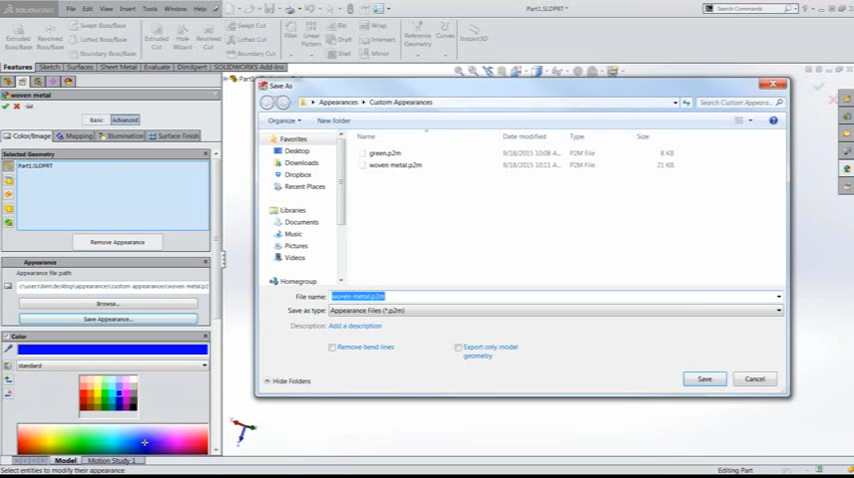 SOLIDWORKS
File Edit View Insert Tools Window Help
Part1.SLDPRT *
Search Commands
Extruded Boss/Base
Revolved Boss/Base
Swept Boss/Base
Lofted Boss/Base
Boundary Boss/Base
Extruded Cut
Hole Wizard
Revolved Cut
Swept Cut
Lofted Cut
Boundary Cut
Fillet
Linear Pattern
Rib
Draft
Shell
Wrap
Intersect
Mirror
Reference Geometry
Curves
Instant3D
Features Sketch Surfaces Sheet Metal Evaluate DimXpert SOLIDWORKS Add-Ins
woven metal
Basic Advanced
Color/Image Mapping Illumination Surface Finish
Selected Geometry
Part1.SLDPRT
Remove Appearance
Appearance
Appearance file path:
Browse...
Save Appearance...
Color
standard
Model Motion Study 1
Select entities to modify their appearance
Editing Part
Save As
Appearances Custom Appearances
Search Custom Appeara...
Organize New folder
Favorites
Desktop
Downloads
Dropbox
Recent Places
Libraries
Documents
Music
Pictures
Videos
Homegroup
Name Date modified Type Size
green.p2m 9/18/2015 10:08 A... P2M File 8 KB
woven metal.p2m 9/18/2015 10:11 A... P2M File 21 KB
File name: woven metal.p2m
Save as type: Appearance Files (*.p2m)
Description: Add a description
Remove bend lines
Export only model geometry
Hide Folders
Save Cancel